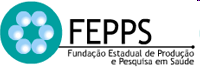 FEPPS
Fundação Estadual de Produção
e Pesquisa em Saúde